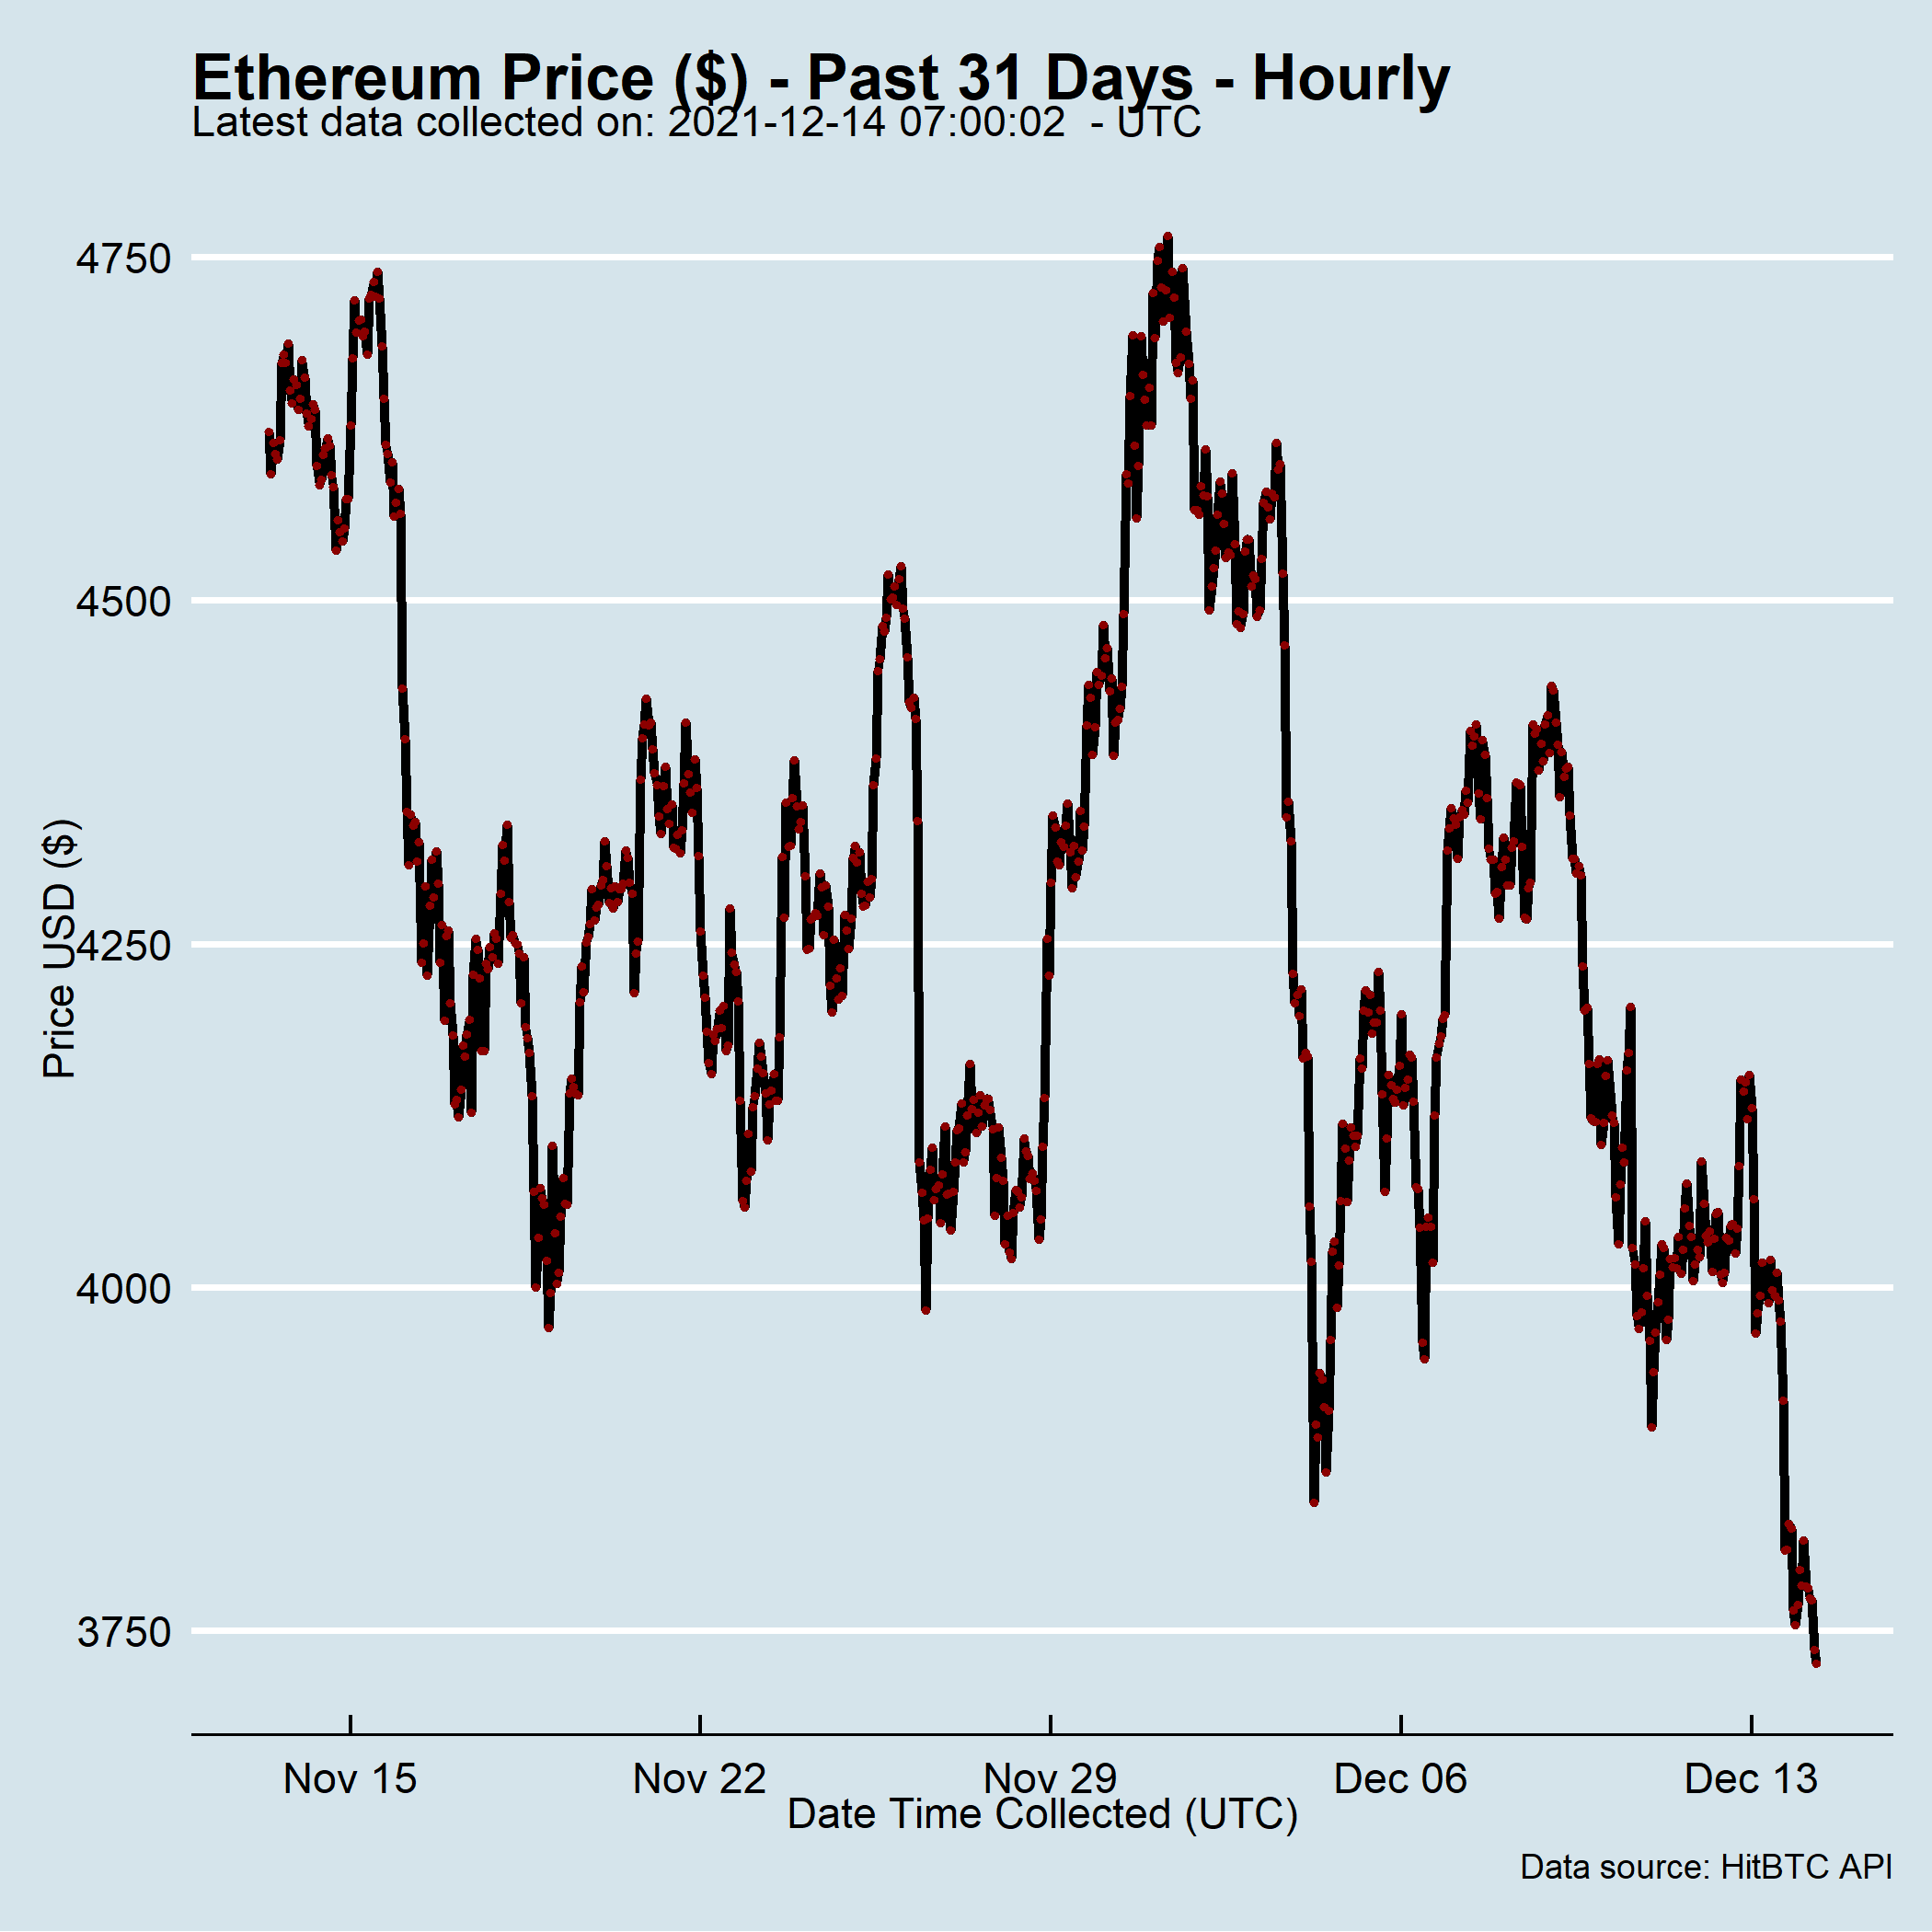 Ethereum Price ($) - Past 31 Days - Hourly
Latest data collected on: 2021-12-14 07:00:02  - UTC
Price USD ($)
4750
4500
4250
4000
3750
Nov 15 Nov 22 Nov 29 Dec 06 Dec 13
Date Time Collected (UTC)
Data source: HitBTC API